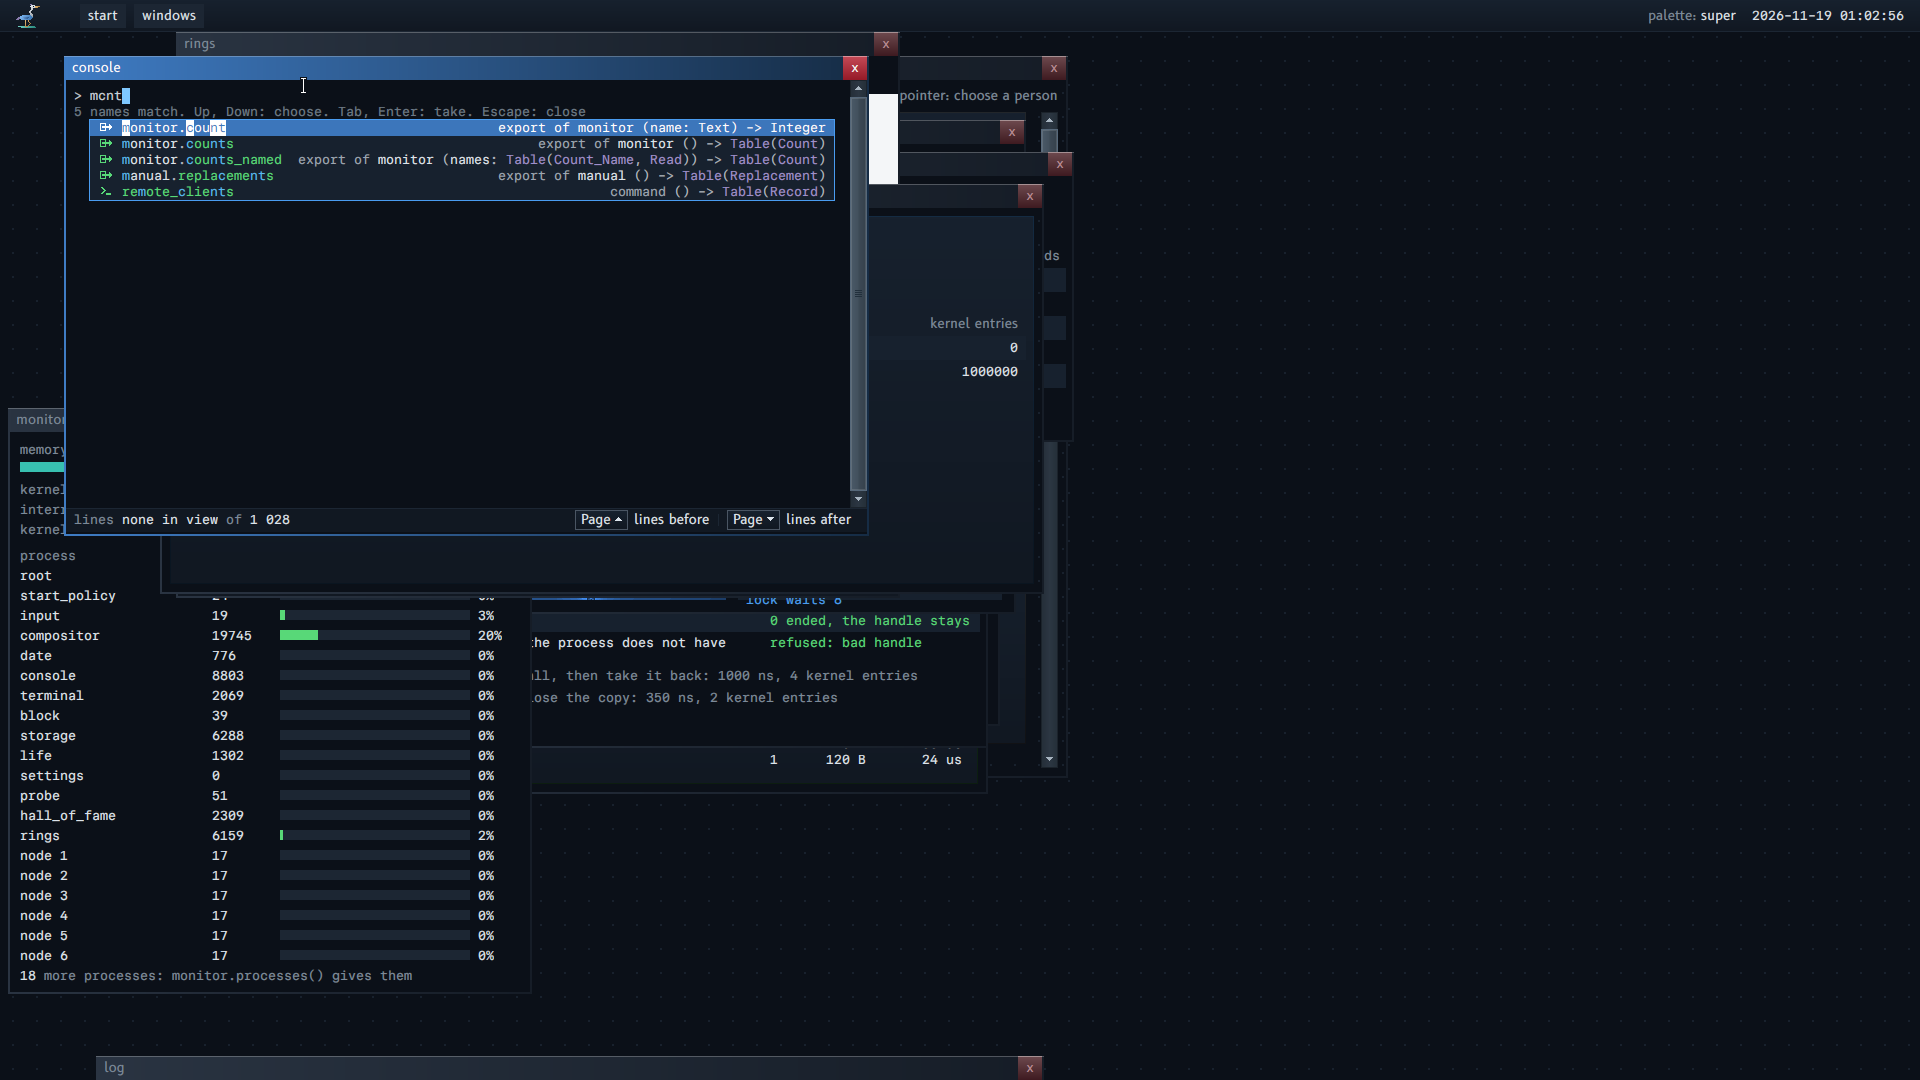 start windows palette: super 2026-11-19 01:02:56
rings x
console x
x
> mcnt
pointer: choose a person
5 names match. Up, Down: choose. Tab, Enter: take. Escape: close
monitor.count export of monitor (name: Text) -> Integer
x
monitor.counts export of monitor () -> Table(Count)
monitor.counts_named export of monitor (names: Table(Count_Name, Read)) -> Table(Count)
x
manual.replacements export of manual () -> Table(Replacement)
remote_clients command () -> Table(Record)
x
ds
kernel entries
0
1000000
lines none in view of 1 028 Page lines before Page lines after
monitor
memory
kernel
kernel
process
root
start_policy
input 19 3%
compositor 19745 20%
date 776 0%
console 8803 0%
terminal 2069 0%
block 39 0%
storage 6288 0%
life 1302 0%
settings 0 0%
probe 51 0%
hall_of_fame 2309 0%
rings 6159 2%
node 1 17 0%
node 2 17 0%
node 3 17 0%
node 4 17 0%
node 5 17 0%
node 6 17 0%
18 more processes: monitor.processes() gives them
lock waits
0 ended, the handle stays
the process does not have refused: bad handle
all, then take it back: 1000 ns, 4 kernel entries
lose the copy: 350 ns, 2 kernel entries
1 120 B 24 us
log x